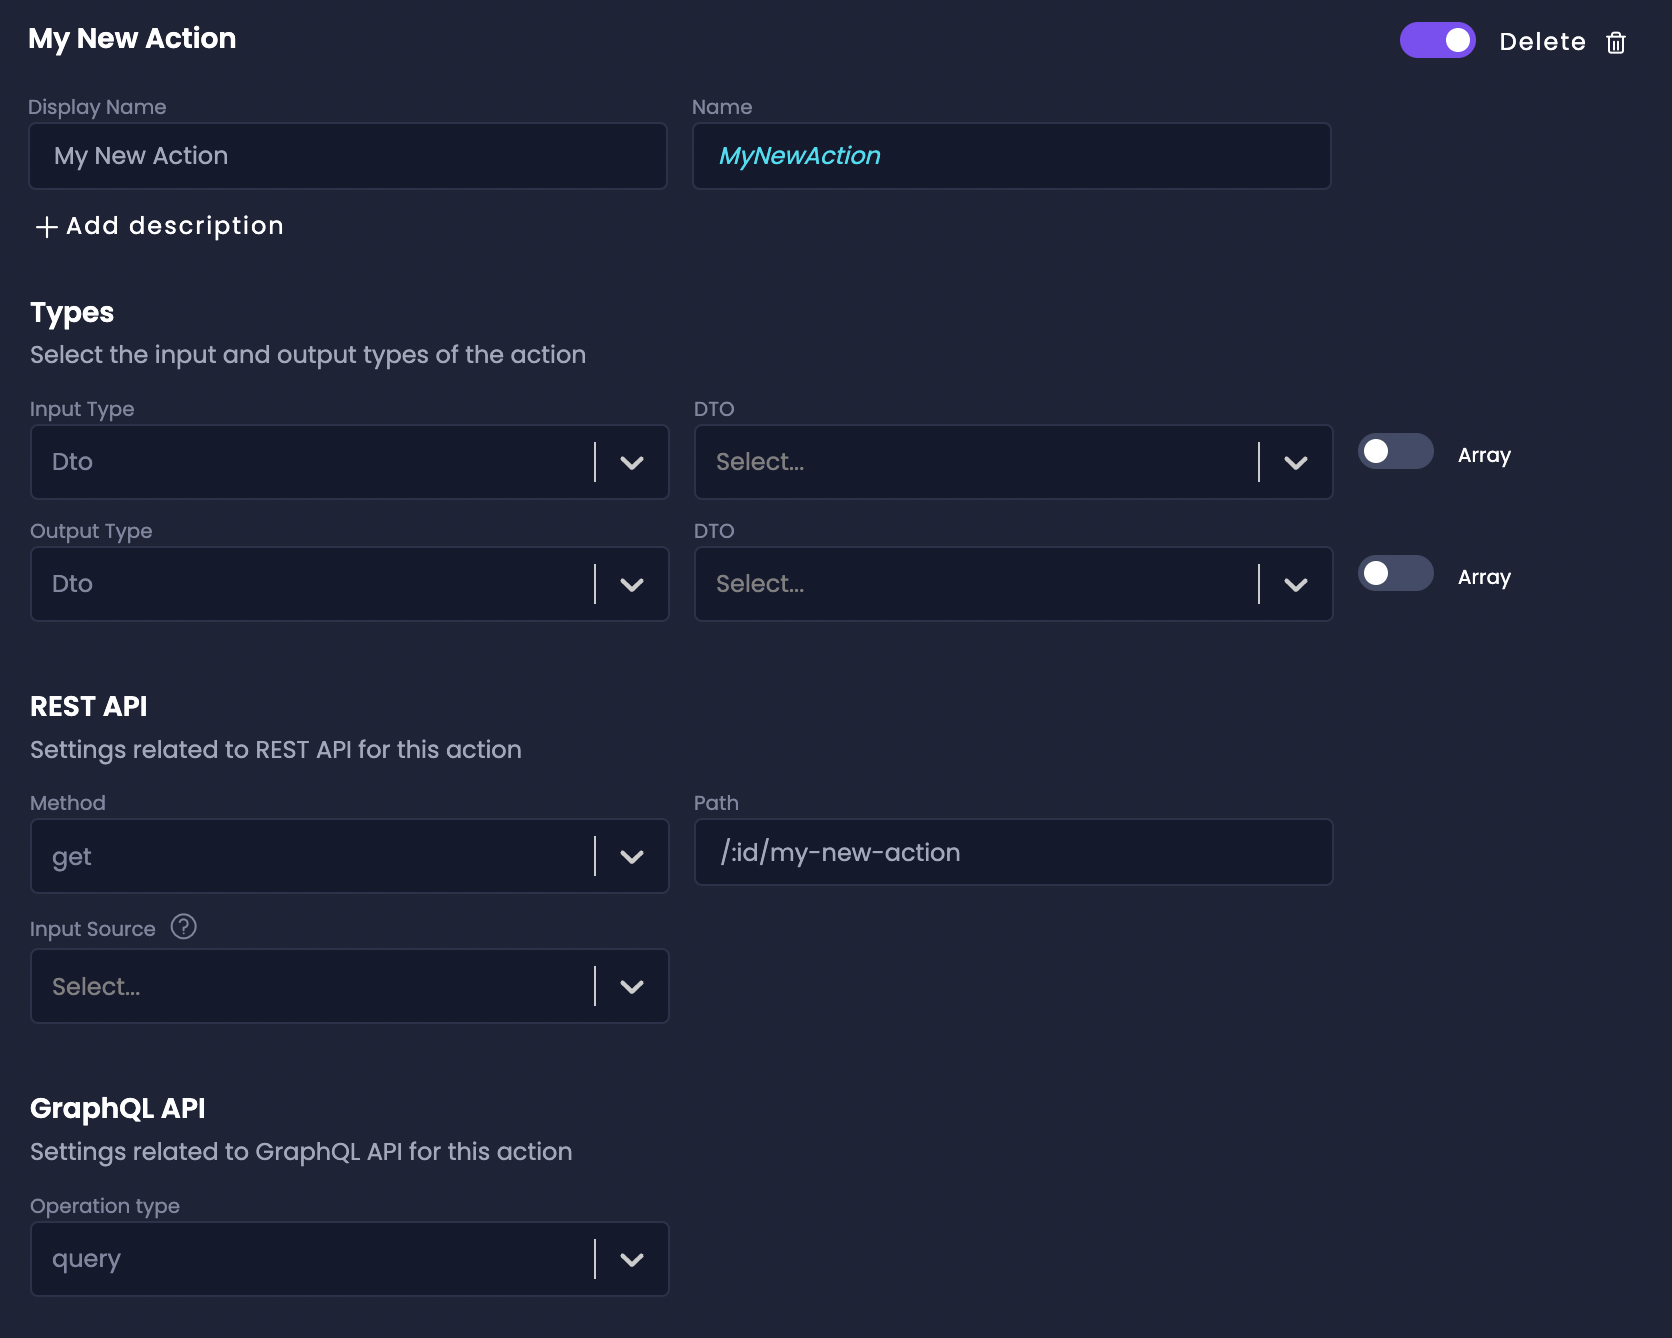 My New Action
Delete
Display Name
Name
My New Action
MyNewAction
Add description
Types
Select the input and output types of the action
Input Type
DTO
Dto
Select...
Array
Output Type
DTO
Dto
Select...
Array
REST API
Settings related to REST API for this action
Method
Path
get
/:id/my-new-action
Input Source ?
Select...
GraphQL API
Settings related to GraphQL API for this action
Operation type
query